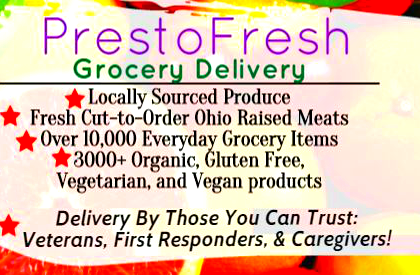 PrestoFresh
Grocery Delivery
Locally Sourced Produce
Fresh Cut-to-Order Ohio Raised Meats
Over 10,000 Everyday Grocery Items
3000+ Organic, Gluten Free,
Vegetarian, and Vegan products
Delivery By Those You Can Trust:
Veterans, First Responders, & Caregivers!